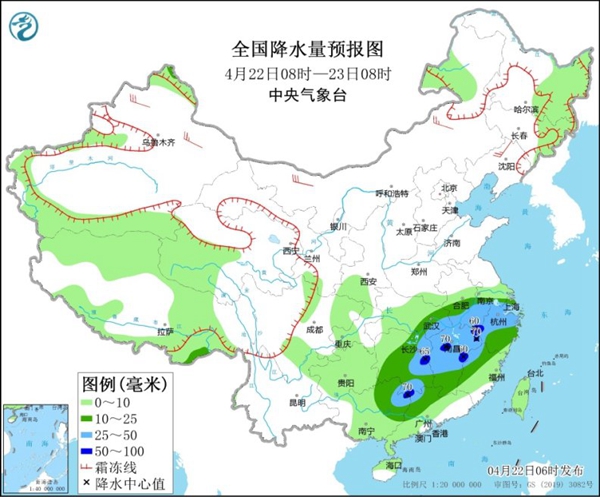 全国降水量预报图
4月22日08时—23日08时
中央气象台
哈尔滨
长春
沈阳
乌鲁木齐
呼和浩特
北京
天津
银川
太原
石家庄
济南
西宁
兰州
郑州
西安
合肥
南京
上海
拉萨
成都
武汉
杭州
重庆
长沙
南昌
60
70
70
65
70
70
贵阳
福州
台北
昆明
广州
南宁
澳门
香港
海口
图例(毫米)
0～10
10～25
25～50
50～100
霜冻线
降水中心值
南海
比例尺 1:20 000 000
1:40 000 000
04月22日06时发布
审图号: GS (2019) 3082号